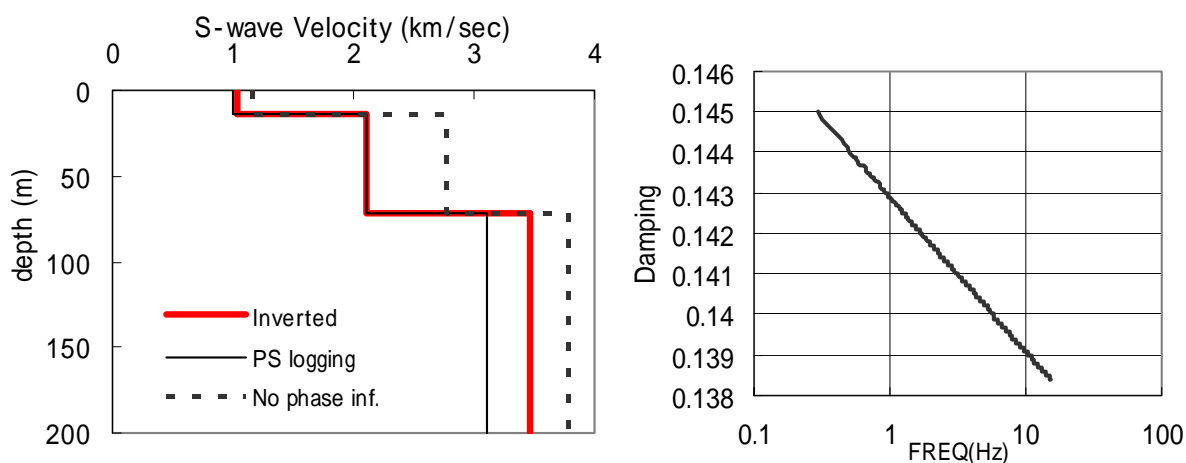 S-wave Velocity (km/sec)
0 1 2 3 4
0
50
100
150
200
depth (m)
Inverted
PS logging
No phase inf.
0.146
0.145
0.144
0.143
0.142
0.141
0.14
0.139
0.138
Damping
0.1 1 10 100
FREQ(Hz)